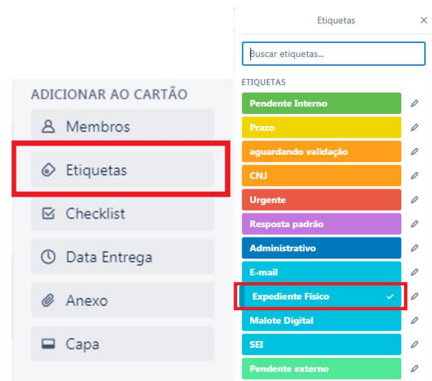 ADICIONAR AO CARTÃO
Membros
Etiquetas
Checklist
Data Entrega
Anexo
Capa
Etiquetas
Buscar etiquetas...
ETIQUETAS
Pendente Interno
Prazo
aguardando validação
CNJ
Urgente
Resposta padrão
Administrativo
E-mail
Expediente Físico
Malote Digital
SEI
Pendente externo